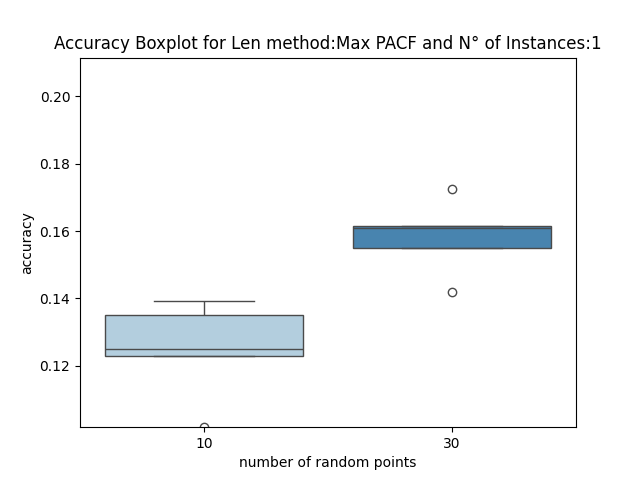 Accuracy Boxplot for Len method:Max PACF and N° of Instances:1
0.20
0.18
0.16
0.14
0.12
accuracy
10
30
number of random points